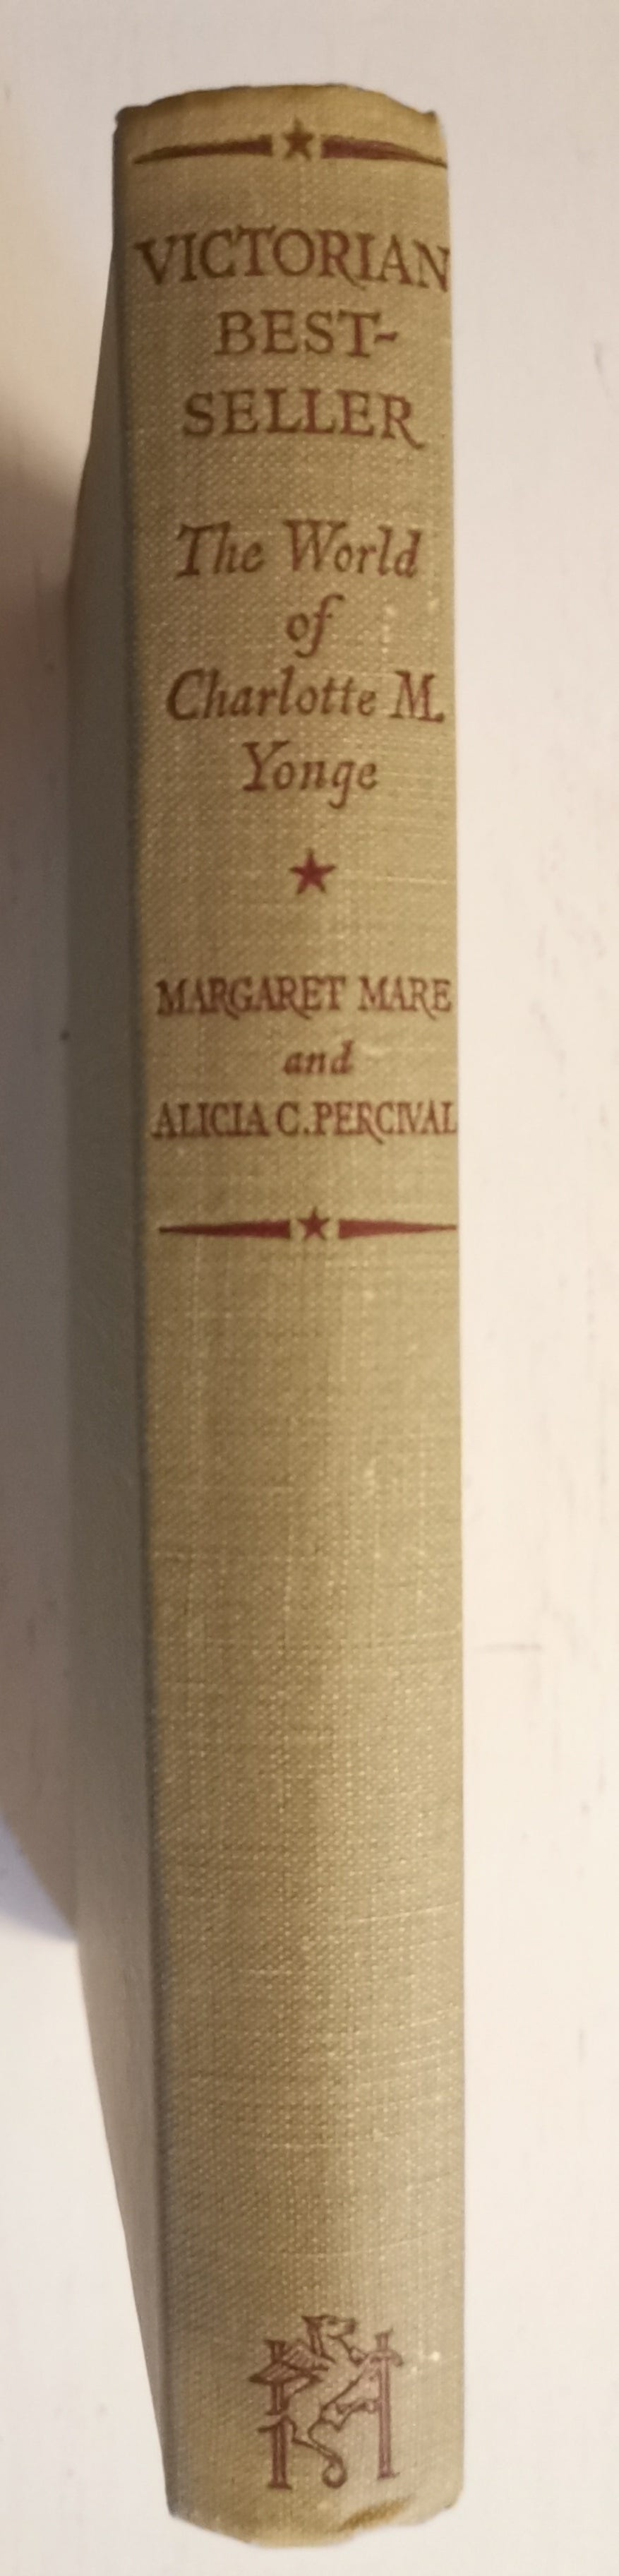 VICTORIAN
BEST-
SELLER
The World
of
Charlotte M.
Yonge
MARGARET MARE
and
ALICIA C. PERCIVAL